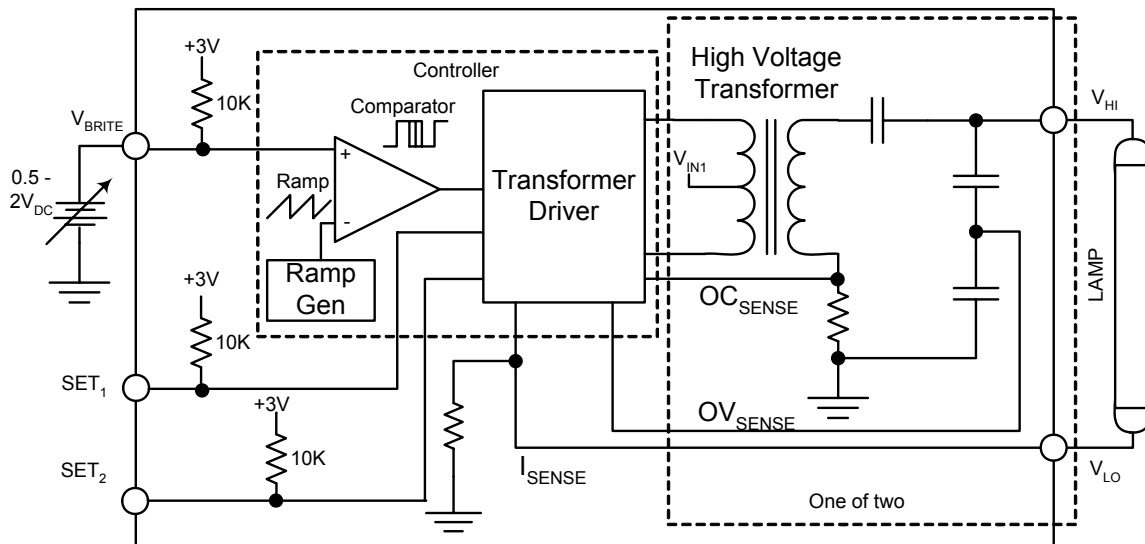 +3V
10K
V_BRITE
0.5 -
2V_DC
Controller
Comparator
+
Ramp
-
Ramp
Gen
Transformer
Driver
High Voltage
Transformer
V_IN1
V_HI
LAMP
OC_SENSE
+3V
10K
SET_1
+3V
10K
SET_2
OV_SENSE
I_SENSE
V_LO
One of two